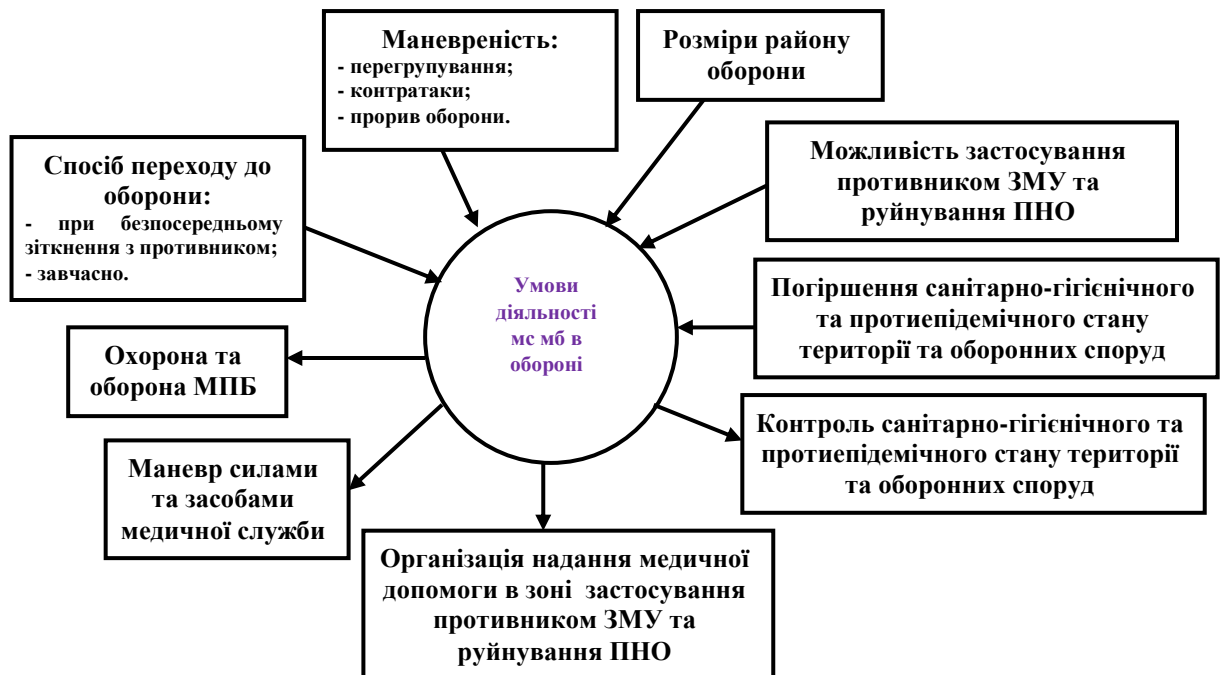 Маневреність:
- перегрупування;
- контратаки;
- прорив оборони.
Розміри району
оборони
Спосіб переходу до
оборони:
- при безпосередньому
зіткнення з противником;
- завчасно.
Можливість застосування
противником ЗМУ та
руйнування ПНО
Умови
діяльності
мс мб в
обороні
Погіршення санітарно-гігієнічного
та протиепідемічного стану
території та оборонних споруд
Охорона та
оборона МПБ
Контроль санітарно-гігієнічного та
протиепідемічного стану території
та оборонних споруд
Маневр силами
та засобами
медичної служби
Організація надання медичної
допомоги в зоні застосування
противником ЗМУ та
руйнування ПНО